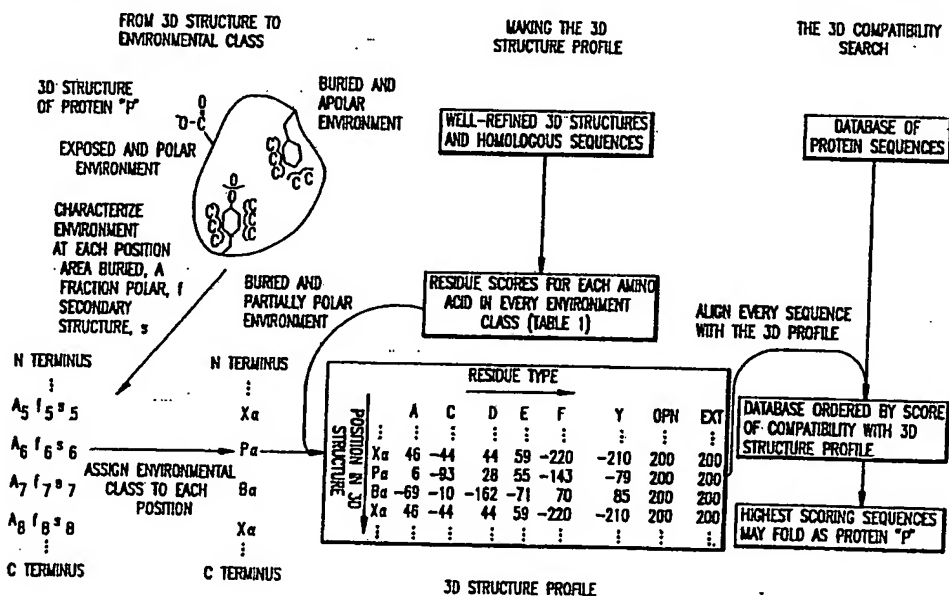 FROM 3D STRUCTURE TO
ENVIRONMENTAL CLASS
3D STRUCTURE
OF PROTEIN "P"
O
-O-C
EXPOSED AND POLAR
ENVIRONMENT
BURIED AND
APOLAR
ENVIRONMENT
CHARACTERIZE
ENVIRONMENT
AT EACH POSITION
AREA BURIED, A
FRACTION POLAR, f
SECONDARY
STRUCTURE, s
BURIED AND
PARTIALLY POLAR
ENVIRONMENT
N TERMINUS
A5 f5 s5
A6 f6 s6
A7 f7 s7
A8 f8 s8
C TERMINUS
ASSIGN ENVIRONMENTAL
CLASS TO EACH
POSITION
N TERMINUS
Xα
Pα
Bα
Xα
C TERMINUS
MAKING THE 3D
STRUCTURE PROFILE
WELL-REFINED 3D STRUCTURES
AND HOMOLOGOUS SEQUENCES
RESIDUE SCORES FOR EACH AMINO
ACID IN EVERY ENVIRONMENT
CLASS (TABLE 1)
RESIDUE TYPE
POSITION IN 3D
STRUCTURE
A C D E F Y OPN EXT
Xα 46 -44 44 59 -220 -210 200 200
Pα 6 -93 28 55 -143 -79 200 200
Bα -69 -10 -162 -71 70 85 200 200
Xα 46 -44 44 59 -220 -210 200 200
3D STRUCTURE PROFILE
THE 3D COMPATIBILITY
SEARCH
DATABASE OF
PROTEIN SEQUENCES
ALIGN EVERY SEQUENCE
WITH THE 3D PROFILE
DATABASE ORDERED BY SCORE
OF COMPATIBILITY WITH 3D
STRUCTURE PROFILE
HIGHEST SCORING SEQUENCES
MAY FOLD AS PROTEIN "P"